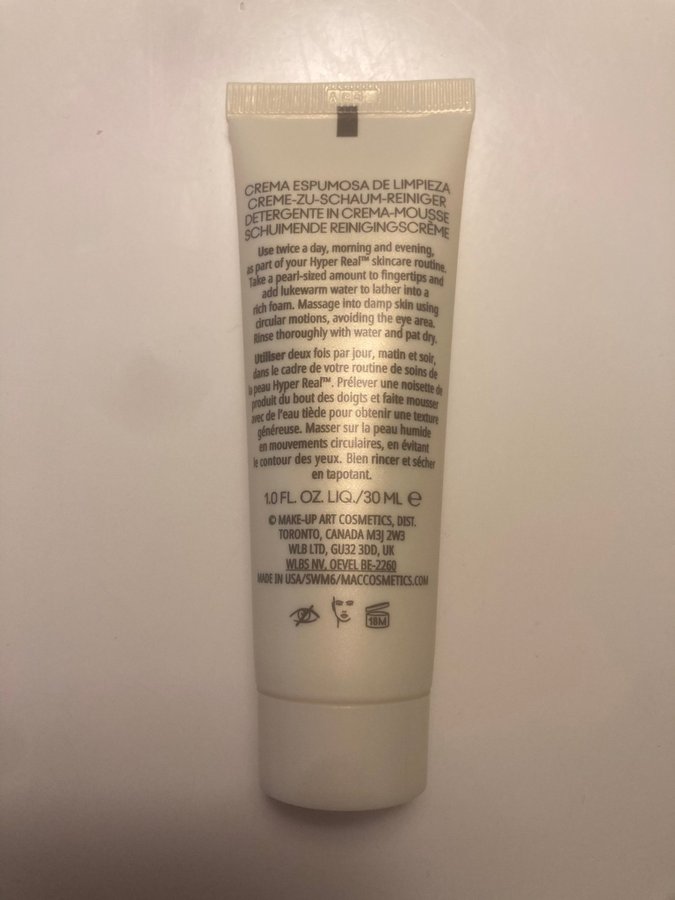 CREMA ESPUMOSA DE LIMPIEZA
CREME-ZU-SCHAUM-REINIGER
DETERGENTE IN CREMA-MOUSSE
SCHUIMENDE REINIGINGSCRÈME
Use twice a day, morning and evening,
as part of your Hyper Real™ skincare routine.
Take a pearl-sized amount to fingertips and
add lukewarm water to lather into a
rich foam. Massage into damp skin using
circular motions, avoiding the eye area.
Rinse thoroughly with water and pat dry.
Utiliser deux fois par jour, matin et soir,
dans le cadre de votre routine de soins de
la peau Hyper Real™. Prélever une noisette de
produit du bout des doigts et faite mousser
avec de l'eau tiède pour obtenir une texture
généreuse. Masser sur la peau humide
en mouvements circulaires, en évitant
le contour des yeux. Bien rincer et sécher
en tapotant.
1.0 FL. OZ. LIQ./30 ML ℮
© MAKE-UP ART COSMETICS, DIST.
TORONTO, CANADA M3J 2W3
WLB LTD, GU32 3DD, UK
WLBS NV, OEVEL BE-2260
MADE IN USA/SWM6/MACCOSMETICS.COM
18M